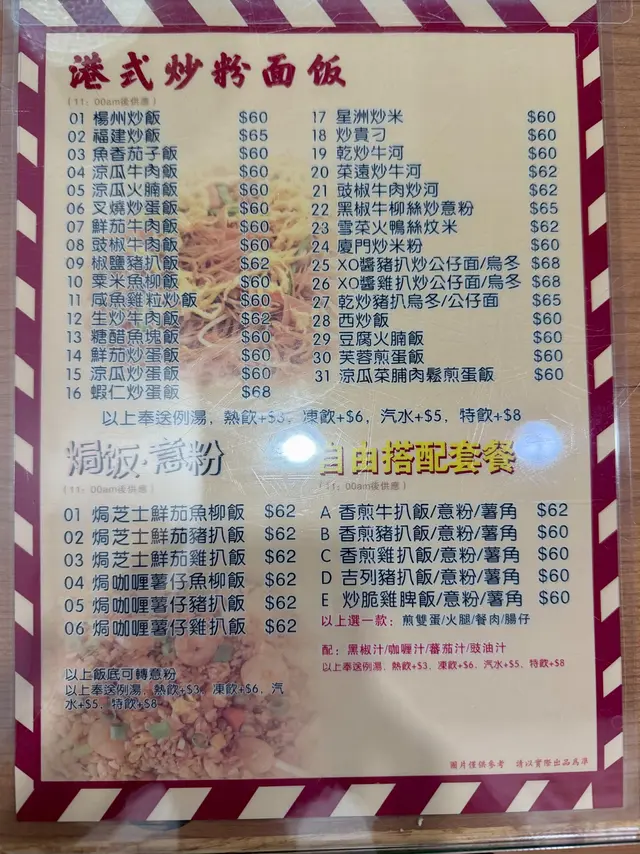 港式炒粉面饭
(11：00am後供應)
01 楊州炒飯 $60
02 福建炒飯 $65
03 魚香茄子飯 $60
04 涼瓜牛肉飯 $60
05 涼瓜火腩飯 $60
06 叉燒炒蛋飯 $60
07 鮮茄牛肉飯 $60
08 豉椒牛肉飯 $60
09 椒鹽豬扒飯 $62
10 粟米魚柳飯 $60
11 咸魚雞粒炒飯 $60
12 生炒牛肉飯 $62
13 糖醋魚塊飯 $60
14 鮮茄炒蛋飯 $60
15 涼瓜炒蛋飯 $60
16 蝦仁炒蛋飯 $68
17 星洲炒米 $60
18 炒貴刁 $60
19 乾炒牛河 $60
20 菜遠炒牛河 $62
21 豉椒牛肉炒河 $62
22 黑椒牛柳絲炒意粉 $65
23 雪菜火鴨絲炆米 $62
24 廈門炒米粉 $60
25 XO醬豬扒炒公仔面/烏冬 $68
26 XO醬雞扒炒公仔面/烏冬 $68
27 乾炒豬扒烏冬/公仔面 $65
28 西炒飯 $60
29 豆腐火腩飯 $60
30 芙蓉煎蛋飯 $60
31 涼瓜菜脯肉鬆煎蛋飯 $60
以上奉送例湯，熱飲+$3，凍飲+$6，汽水+$5，特飲+$8
焗饭·意粉
(11：00am後供應)
01 焗芝士鮮茄魚柳飯 $62
02 焗芝士鮮茄豬扒飯 $62
03 焗芝士鮮茄雞扒飯 $62
04 焗咖喱薯仔魚柳飯 $62
05 焗咖喱薯仔豬扒飯 $62
06 焗咖喱薯仔雞扒飯 $62
以上飯底可轉意粉
以上奉送例湯，熱飲+$3，凍飲+$6，汽
水+$5，特飲+$8
自由搭配套餐
(11：00am後供應)
A 香煎牛扒飯/意粉/薯角 $62
B 香煎豬扒飯/意粉/薯角 $60
C 香煎雞扒飯/意粉/薯角 $60
D 吉列豬扒飯/意粉/薯角 $60
E 炒脆雞脾飯/意粉/薯角 $60
以上選一款：煎雙蛋/火腿/餐肉/腸仔
配：黑椒汁/咖喱汁/蕃茄汁/豉油汁
以上奉送例湯，熱飲+$3，凍飲+$6，汽水+$5，特飲+$8
圖片僅供參考 請以實際出品爲準